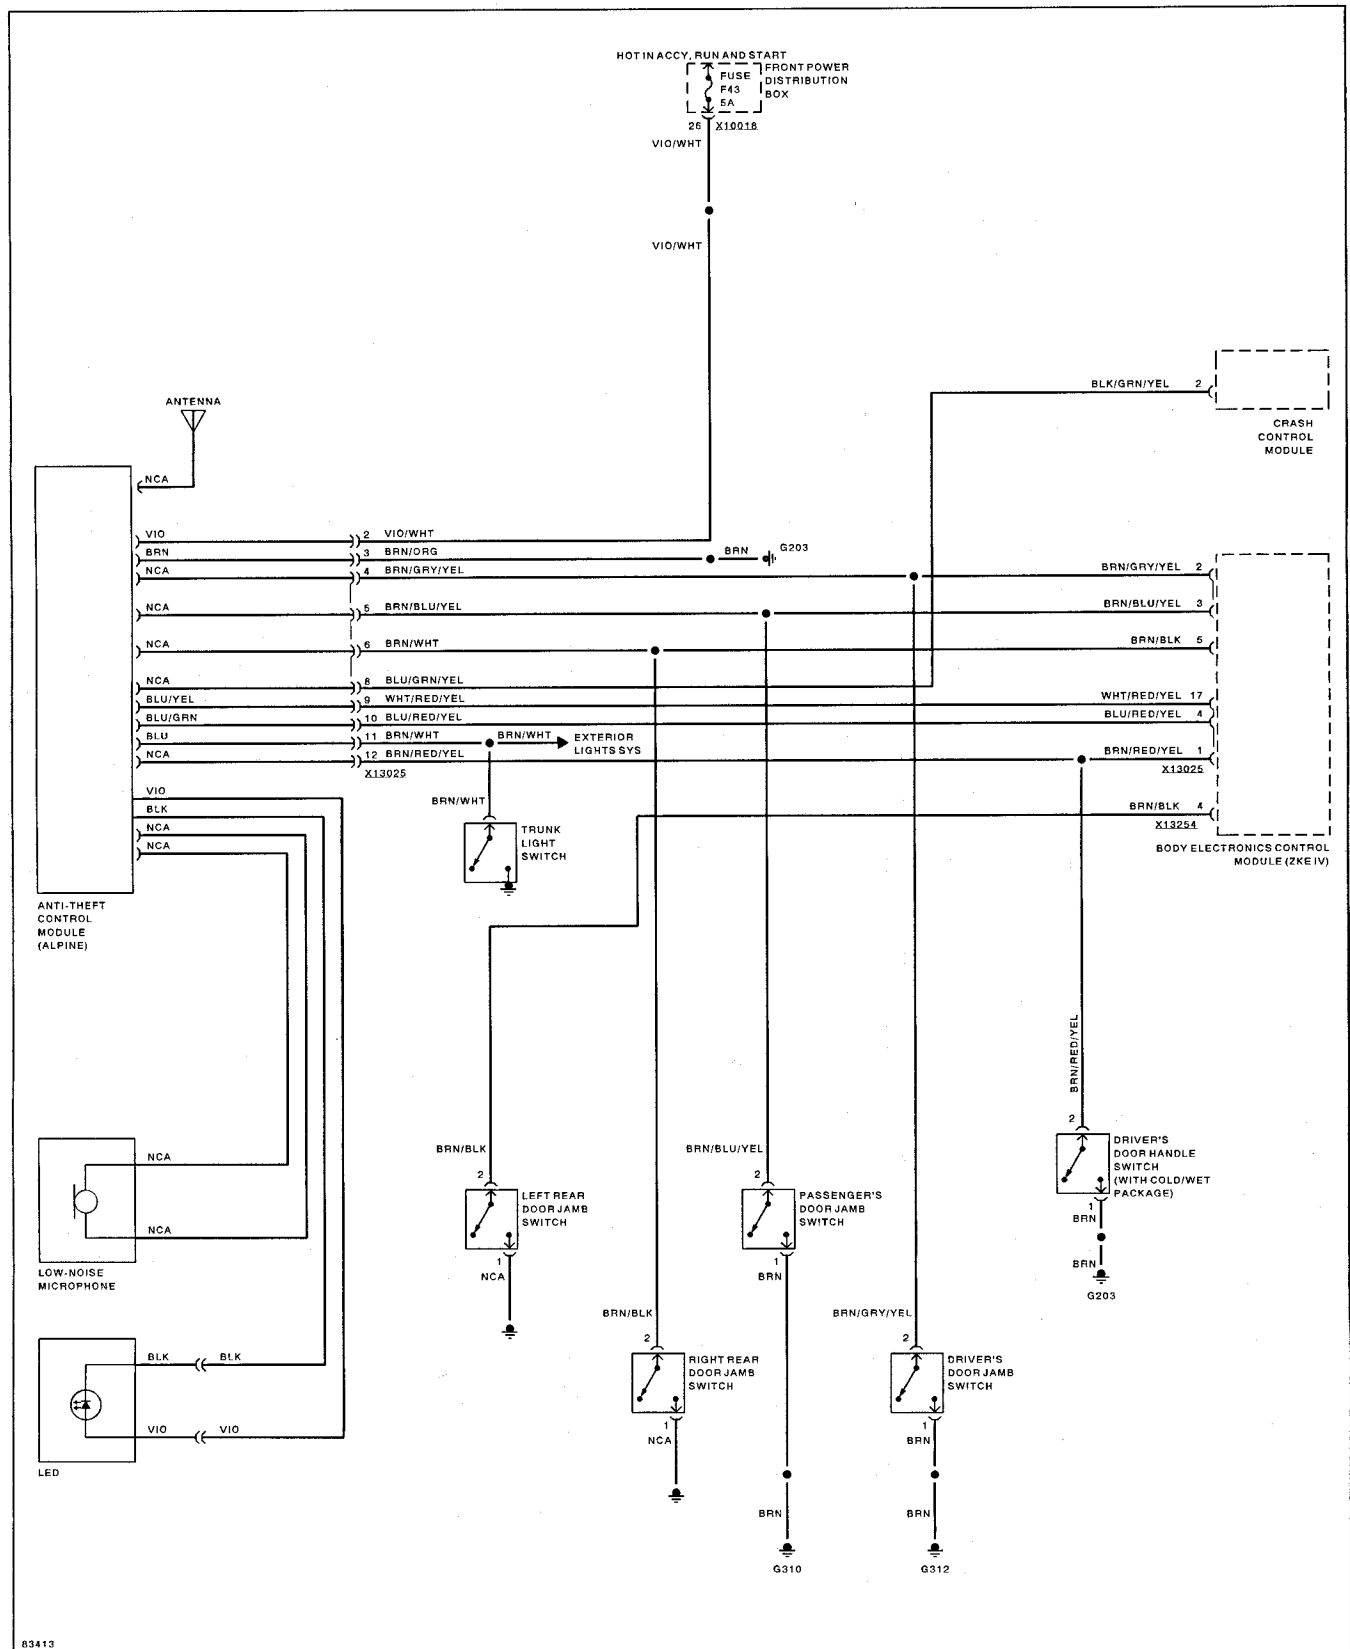 HOT IN ACCY, RUN AND START
FUSE
F43
5A
FRONT POWER
DISTRIBUTION
BOX
26 X10018
VIO/WHT
VIO/WHT
BLK/GRN/YEL 2
CRASH
CONTROL
MODULE
ANTENNA
NCA
VIO 2 VIO/WHT
BRN 3 BRN/ORG BRN G203
NCA 4 BRN/GRY/YEL BRN/GRY/YEL 2
NCA 5 BRN/BLU/YEL BRN/BLU/YEL 3
NCA 6 BRN/WHT BRN/BLK 5
NCA 8 BLU/GRN/YEL
BLU/YEL 9 WHT/RED/YEL WHT/RED/YEL 17
BLU/GRN 10 BLU/RED/YEL BLU/RED/YEL 4
BLU 11 BRN/WHT BRN/WHT EXTERIOR
LIGHTS SYS
NCA 12 BRN/RED/YEL BRN/RED/YEL 1
X13025 X13025
VIO
BLK
NCA
NCA
BRN/WHT
TRUNK
LIGHT
SWITCH
BRN/BLK 4
X13254
BODY ELECTRONICS CONTROL
MODULE (ZKE IV)
ANTI-THEFT
CONTROL
MODULE
(ALPINE)
BRN/RED/YEL
2
DRIVER'S
DOOR HANDLE
SWITCH
(WITH COLD/WET
PACKAGE)
1
BRN
BRN
G203
NCA
NCA
LOW-NOISE
MICROPHONE
BRN/BLK
2
LEFT REAR
DOOR JAMB
SWITCH
1
NCA
BRN/BLU/YEL
2
PASSENGER'S
DOOR JAMB
SWITCH
1
BRN
BRN
G310
BRN/BLK
2
RIGHT REAR
DOOR JAMB
SWITCH
1
NCA
BRN/GRY/YEL
2
DRIVER'S
DOOR JAMB
SWITCH
1
BRN
BRN
G312
BLK BLK
VIO VIO
LED
83413